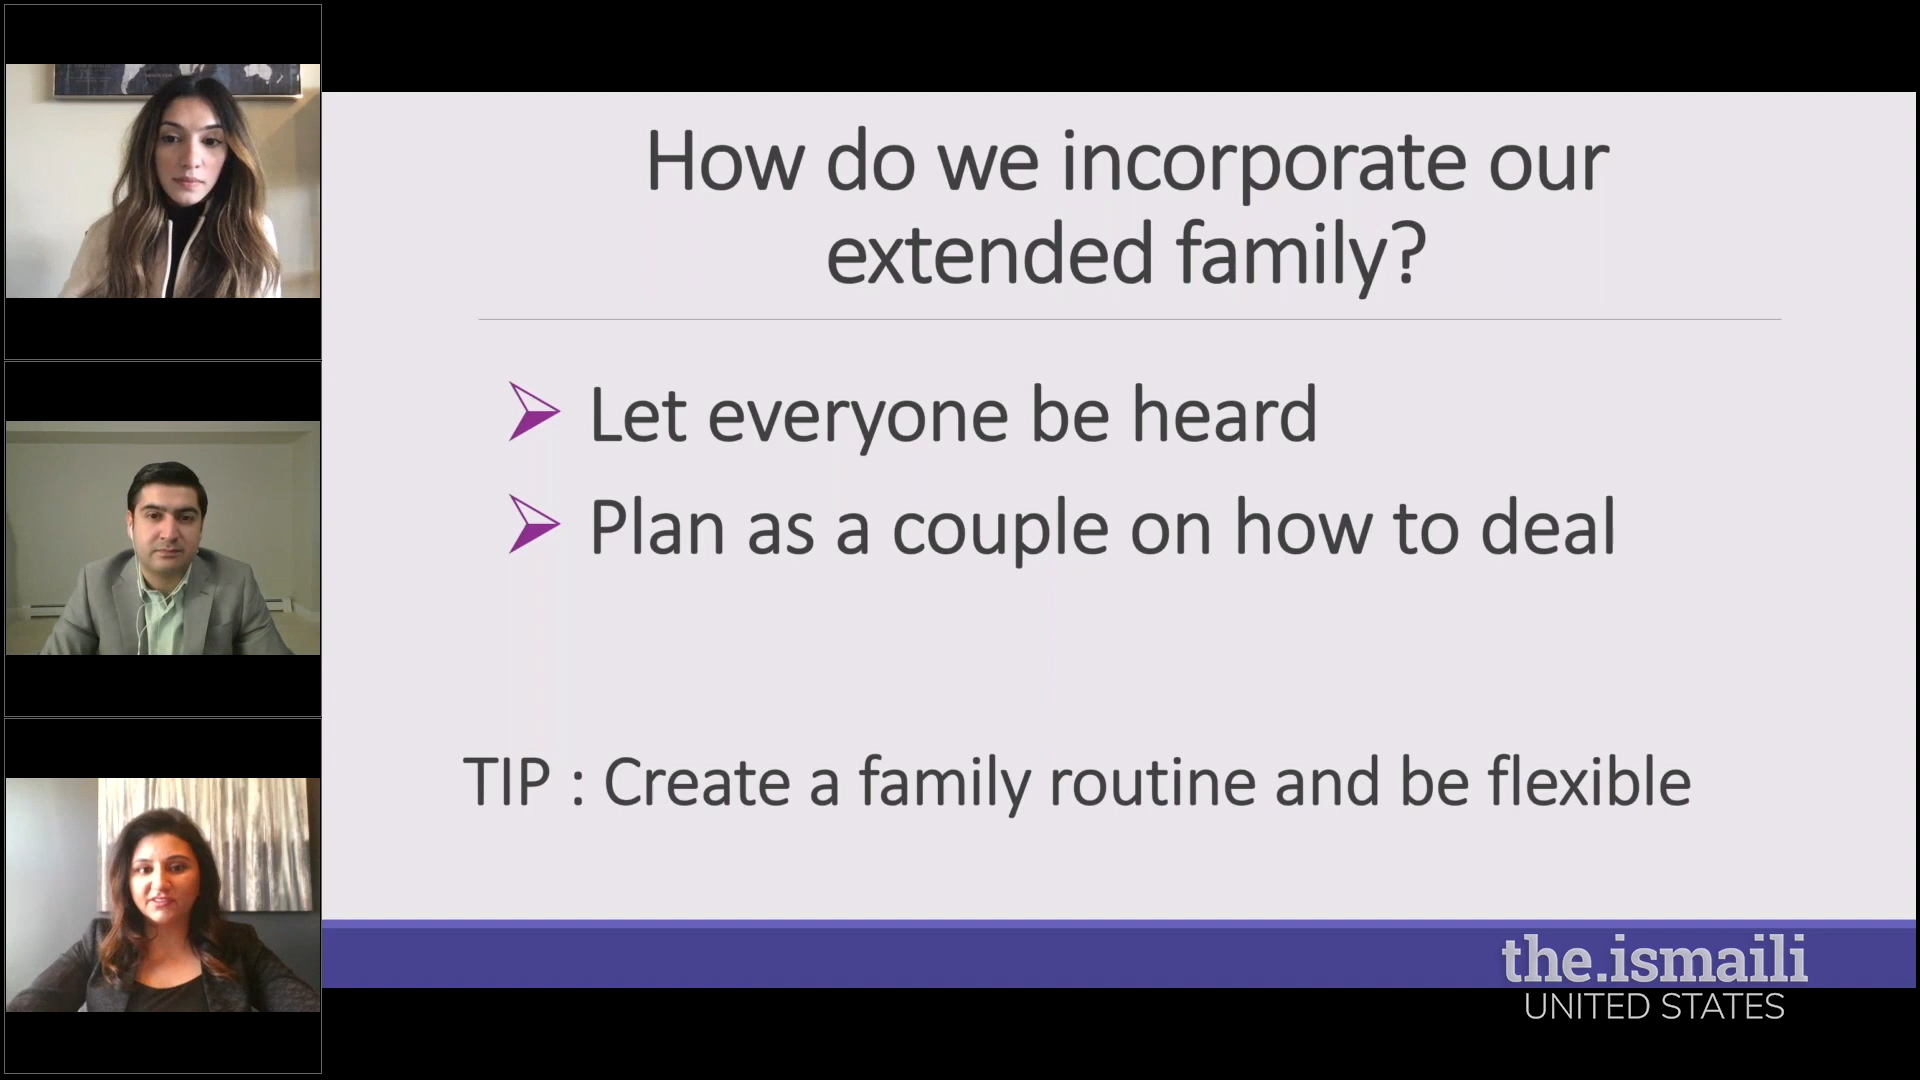 How do we incorporate our
extended family?
Let everyone be heard
Plan as a couple on how to deal
TIP : Create a family routine and be flexible
the.ismaili
UNITED STATES